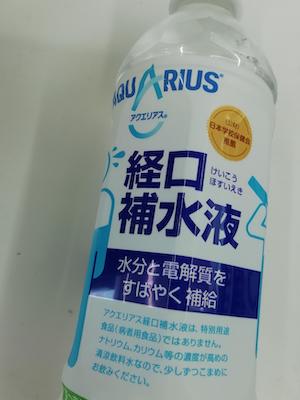 AQUARIUS
アクエリアス®
日本学校保健会
推薦
経口
けいこう
補水液
ほすいえき
水分と電解質を
すばやく補給
アクエリアス経口補水液は、特別用途
食品(病者用食品)ではありません。
ナトリウム、カリウム等の濃度が高めの
清涼飲料水なので、少しずつこまめに
お飲みください。